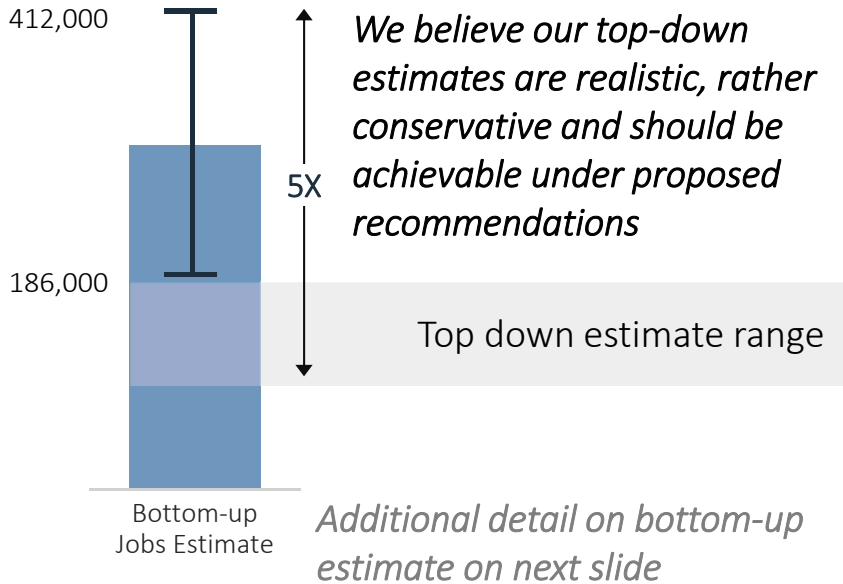 412,000
We believe our top-down
estimates are realistic, rather
conservative and should be
achievable under proposed
recommendations
5X
186,000
Top down estimate range
Bottom-up
Jobs Estimate
Additional detail on bottom-up
estimate on next slide